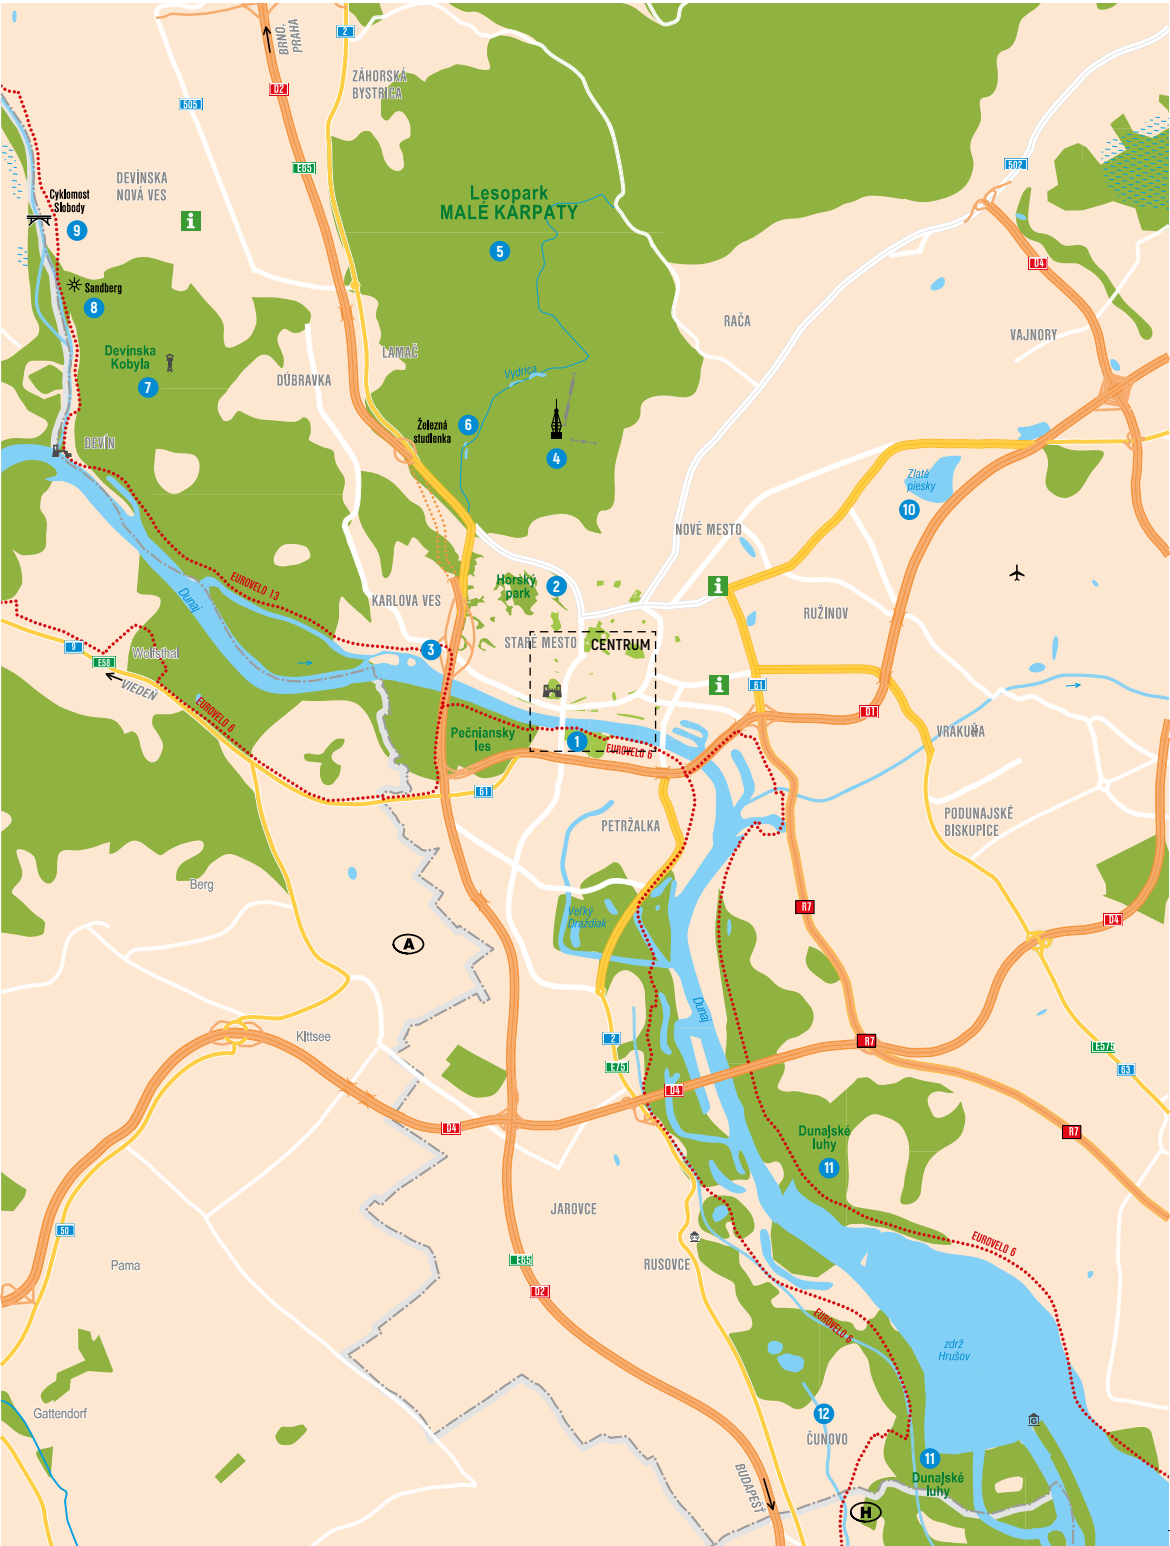 BRNO,
PRAHA
2
D2
ZÁHORSKÁ
BYSTRICA
505
E65
502
DEVÍNSKA
NOVÁ VES
Cyklomost
Slobody
9
i
Lesopark
MALÉ KARPATY
5
D4
Sandberg
8
RAČA
VAJNORY
Devínska
Kobyla
7
LAMAČ
DÚBRAVKA
Vydrica
Železná
studienka
6
4
DEVÍN
Zlaté
piesky
10
NOVÉ MESTO
EUROVELO 13
Dunaj
Horský
park
2
i
KARLOVA VES
RUŽINOV
STARÉ MESTO
CENTRUM
3
9
E58
Wolfsthal
VIEDEŇ
EUROVELO 6
i
61
D1
VRAKUŇA
Pečniansky
les
1
EUROVELO 6
61
PETRŽALKA
PODUNAJSKÉ
BISKUPICE
Berg
Veľký
Draždiak
R7
D4
A
Dunaj
Kittsee
2
E75
R7
E575
63
D4
D4
Dunajské
luhy
11
R7
JAROVCE
50
Pama
RUSOVCE
E65
D2
EUROVELO 6
EUROVELO 6
zdrž
Hrušov
Gattendorf
12
ČUNOVO
G
11
Dunajské
luhy
BUDAPEŠŤ
H